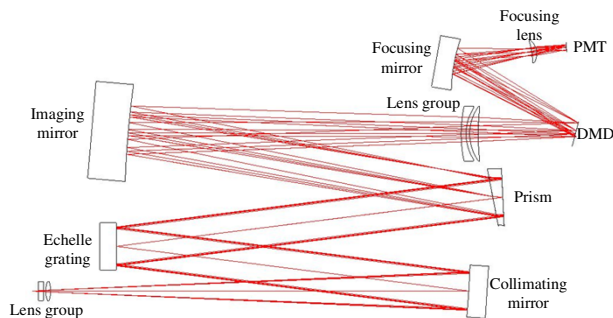 Focusing
lens
PMT
Focusing
mirror
Lens group
Imaging
mirror
DMD
Prism
Echelle
grating
Collimating
mirror
Lens group